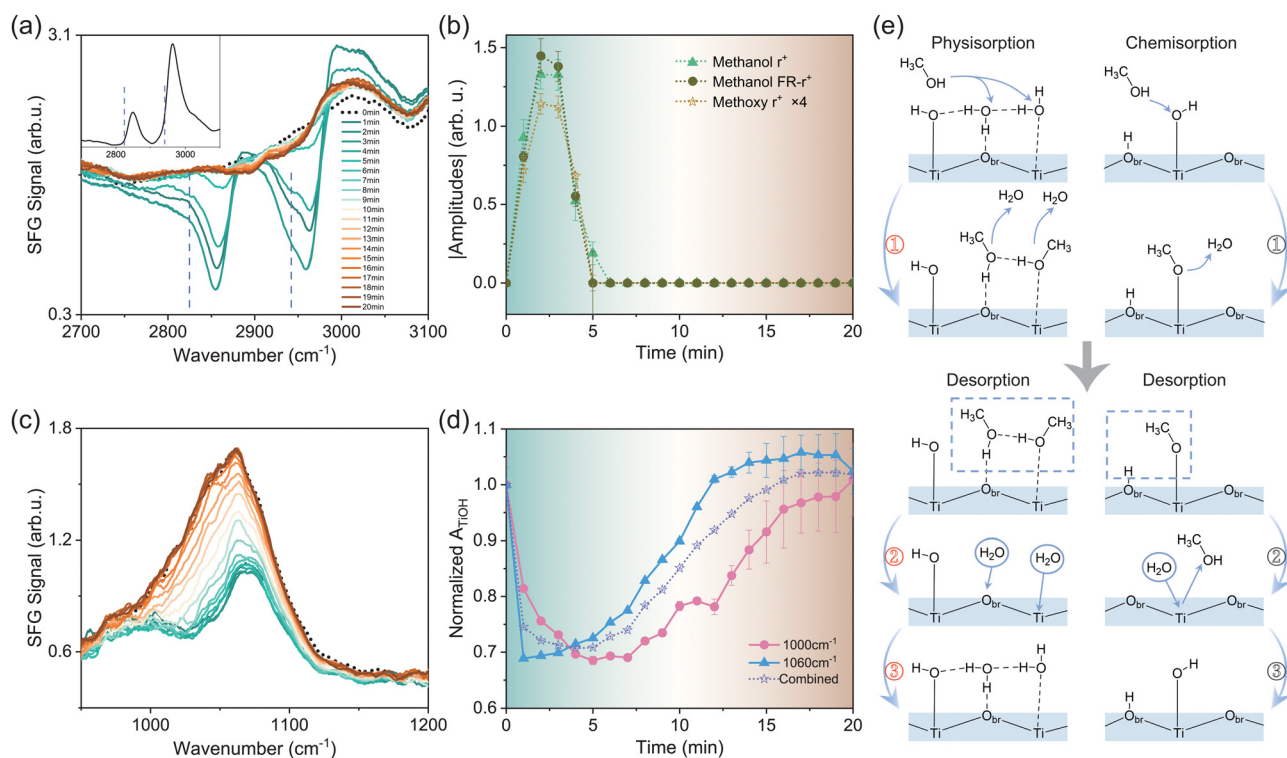 (a)
3.1
SFG Signal (arb.u.)
0.3
2800
3000
0min
1min
2min
3min
4min
5min
6min
7min
8min
9min
10min
11min
12min
13min
14min
15min
16min
17min
18min
19min
20min
2700
2800
2900
3000
3100
Wavenumber (cm⁻¹)
(b)
|Amplitudes| (arb. u.)
1.5
1.0
0.5
0.0
Methanol r⁺
Methanol FR-r⁺
Methoxy r⁺ ×4
0
5
10
15
20
Time (min)
(c)
1.8
1.2
0.6
SFG Signal (arb.u.)
1000
1100
1200
Wavenumber (cm⁻¹)
(d)
Normalized A_TiOH
1.1
1.0
0.9
0.8
0.7
0.6
1000cm⁻¹
1060cm⁻¹
Combined
0
5
10
15
20
Time (min)
(e)
Physisorption
Chemisorption
H₃C
OH
H O H O H O
H
H
Ti O_br Ti
H₃C
OH
O H
H
O_br Ti O_br
①
①
H₂O H₂O
H₃C CH₃
H O O H O
H
Ti O_br Ti
H₃C
O H₂O
H
O_br Ti O_br
Desorption
Desorption
H₃C CH₃
H O O H O
H
Ti O_br Ti
H₃C
O
H
O_br Ti O_br
②
②
H O H₂O H₂O
Ti O_br Ti
H₃C
H₂O OH
O_br Ti O_br
③
③
H
H O H O H O
H
Ti O_br Ti
O H
H
O_br Ti O_br